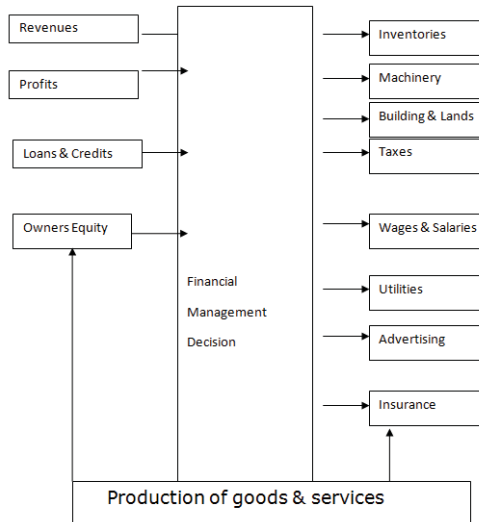 Revenues
Profits
Loans & Credits
Owners Equity
Financial
Management
Decision
Inventories
Machinery
Building & Lands
Taxes
Wages & Salaries
Utilities
Advertising
Insurance
Production of goods & services